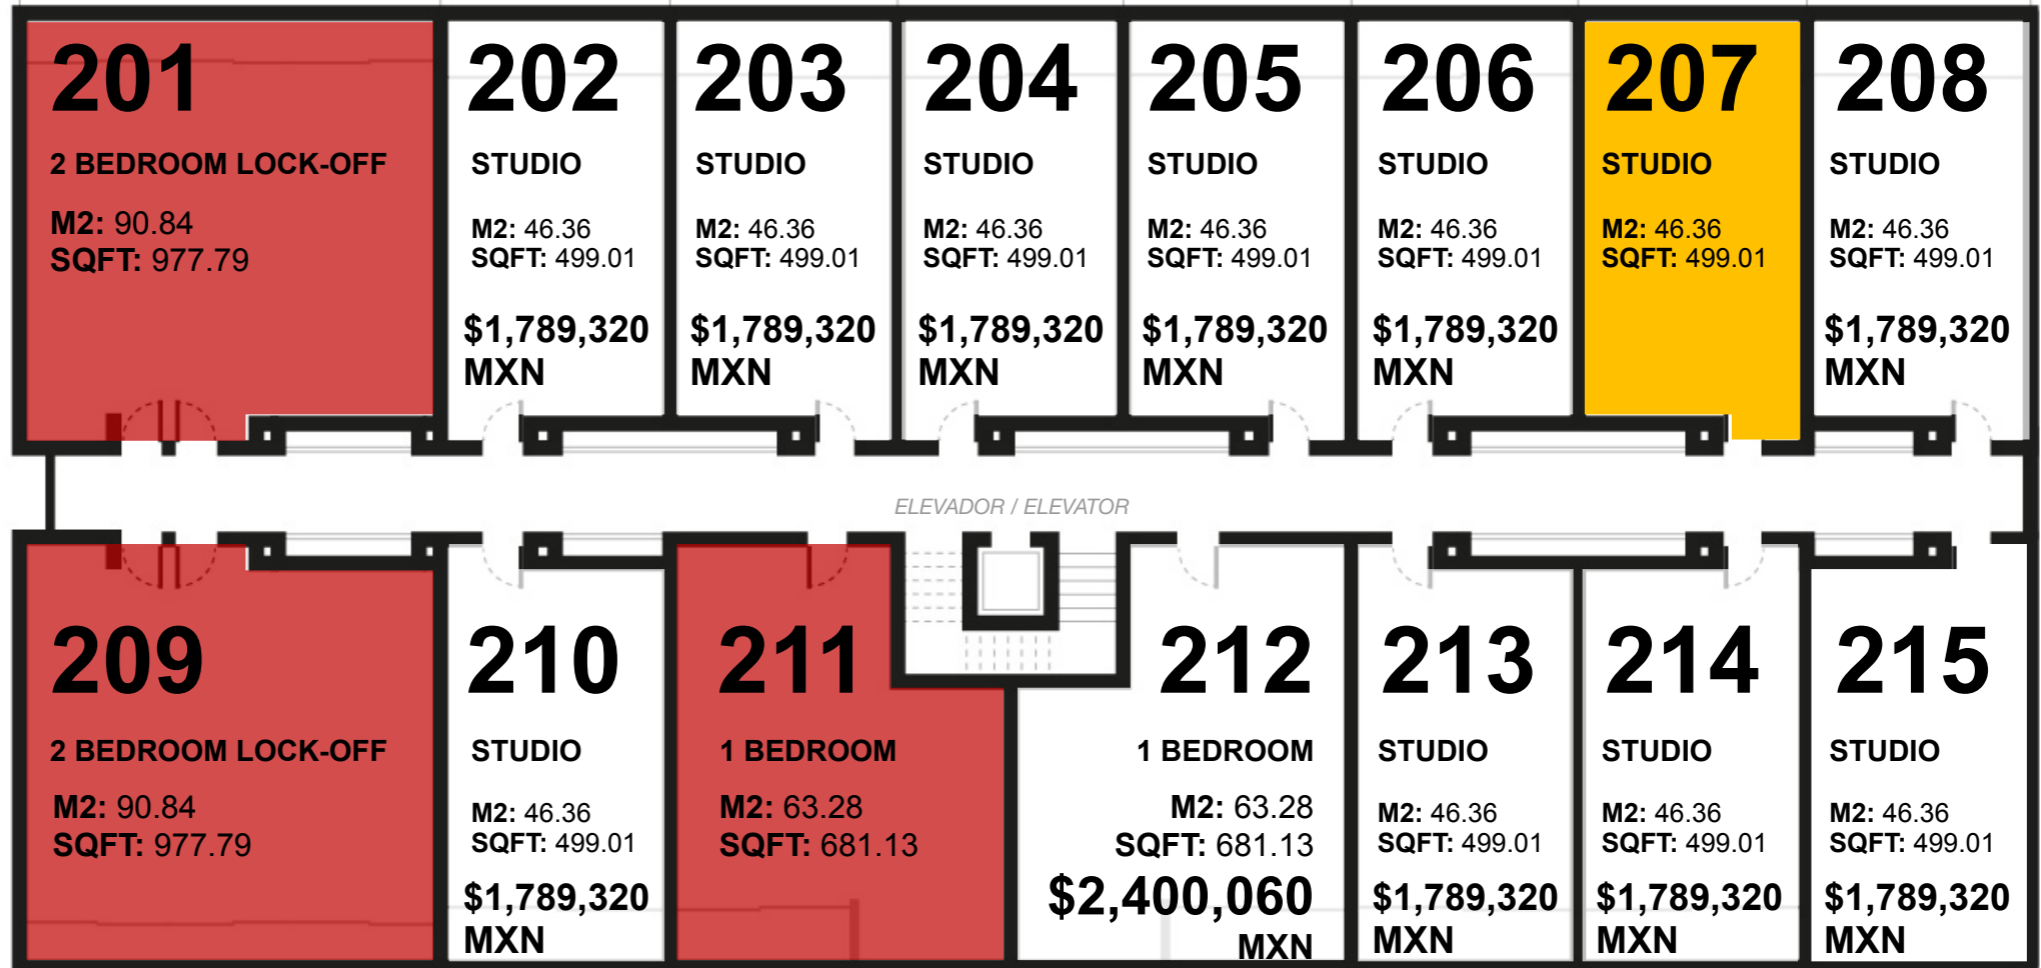 201
2 BEDROOM LOCK-OFF
M2: 90.84
SQFT: 977.79
202
STUDIO
M2: 46.36
SQFT: 499.01
$1,789,320
MXN
203
STUDIO
M2: 46.36
SQFT: 499.01
$1,789,320
MXN
204
STUDIO
M2: 46.36
SQFT: 499.01
$1,789,320
MXN
205
STUDIO
M2: 46.36
SQFT: 499.01
$1,789,320
MXN
206
STUDIO
M2: 46.36
SQFT: 499.01
$1,789,320
MXN
207
STUDIO
M2: 46.36
SQFT: 499.01
208
STUDIO
M2: 46.36
SQFT: 499.01
$1,789,320
MXN
ELEVADOR / ELEVATOR
209
2 BEDROOM LOCK-OFF
M2: 90.84
SQFT: 977.79
210
STUDIO
M2: 46.36
SQFT: 499.01
$1,789,320
MXN
211
1 BEDROOM
M2: 63.28
SQFT: 681.13
212
1 BEDROOM
M2: 63.28
SQFT: 681.13
$2,400,060
MXN
213
STUDIO
M2: 46.36
SQFT: 499.01
$1,789,320
MXN
214
STUDIO
M2: 46.36
SQFT: 499.01
$1,789,320
MXN
215
STUDIO
M2: 46.36
SQFT: 499.01
$1,789,320
MXN